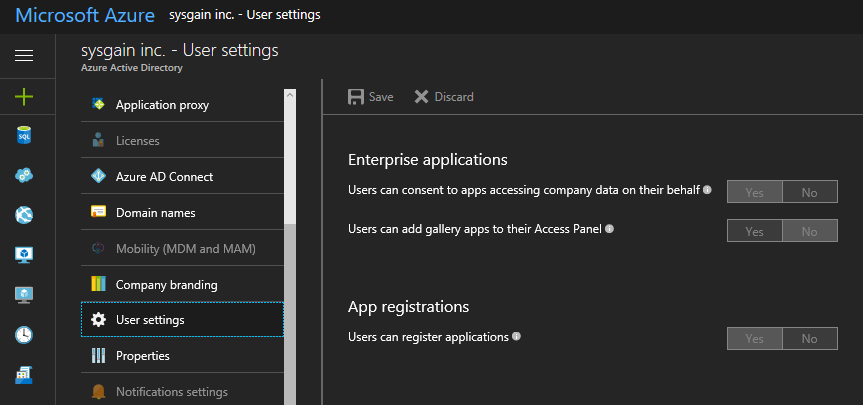 Microsoft Azure sysgain inc. - User settings
sysgain inc. - User settings
Azure Active Directory
Application proxy
Licenses
Azure AD Connect
Domain names
Mobility (MDM and MAM)
Company branding
User settings
Properties
Notifications settings
Save Discard
Enterprise applications
Users can consent to apps accessing company data on their behalf Yes No
Users can add gallery apps to their Access Panel Yes No
App registrations
Users can register applications Yes No
SQL